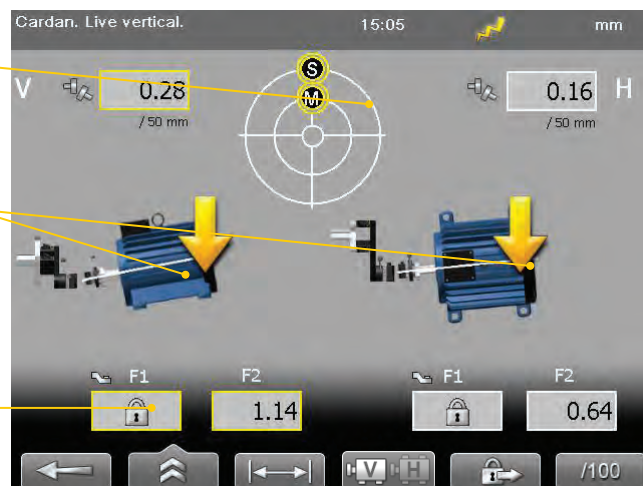 Cardan. Live vertical. 15:05 mm
S
V 0.28 M 0.16 H
/ 50 mm / 50 mm
F1 F2 F1 F2
1.14 0.64
V H /100